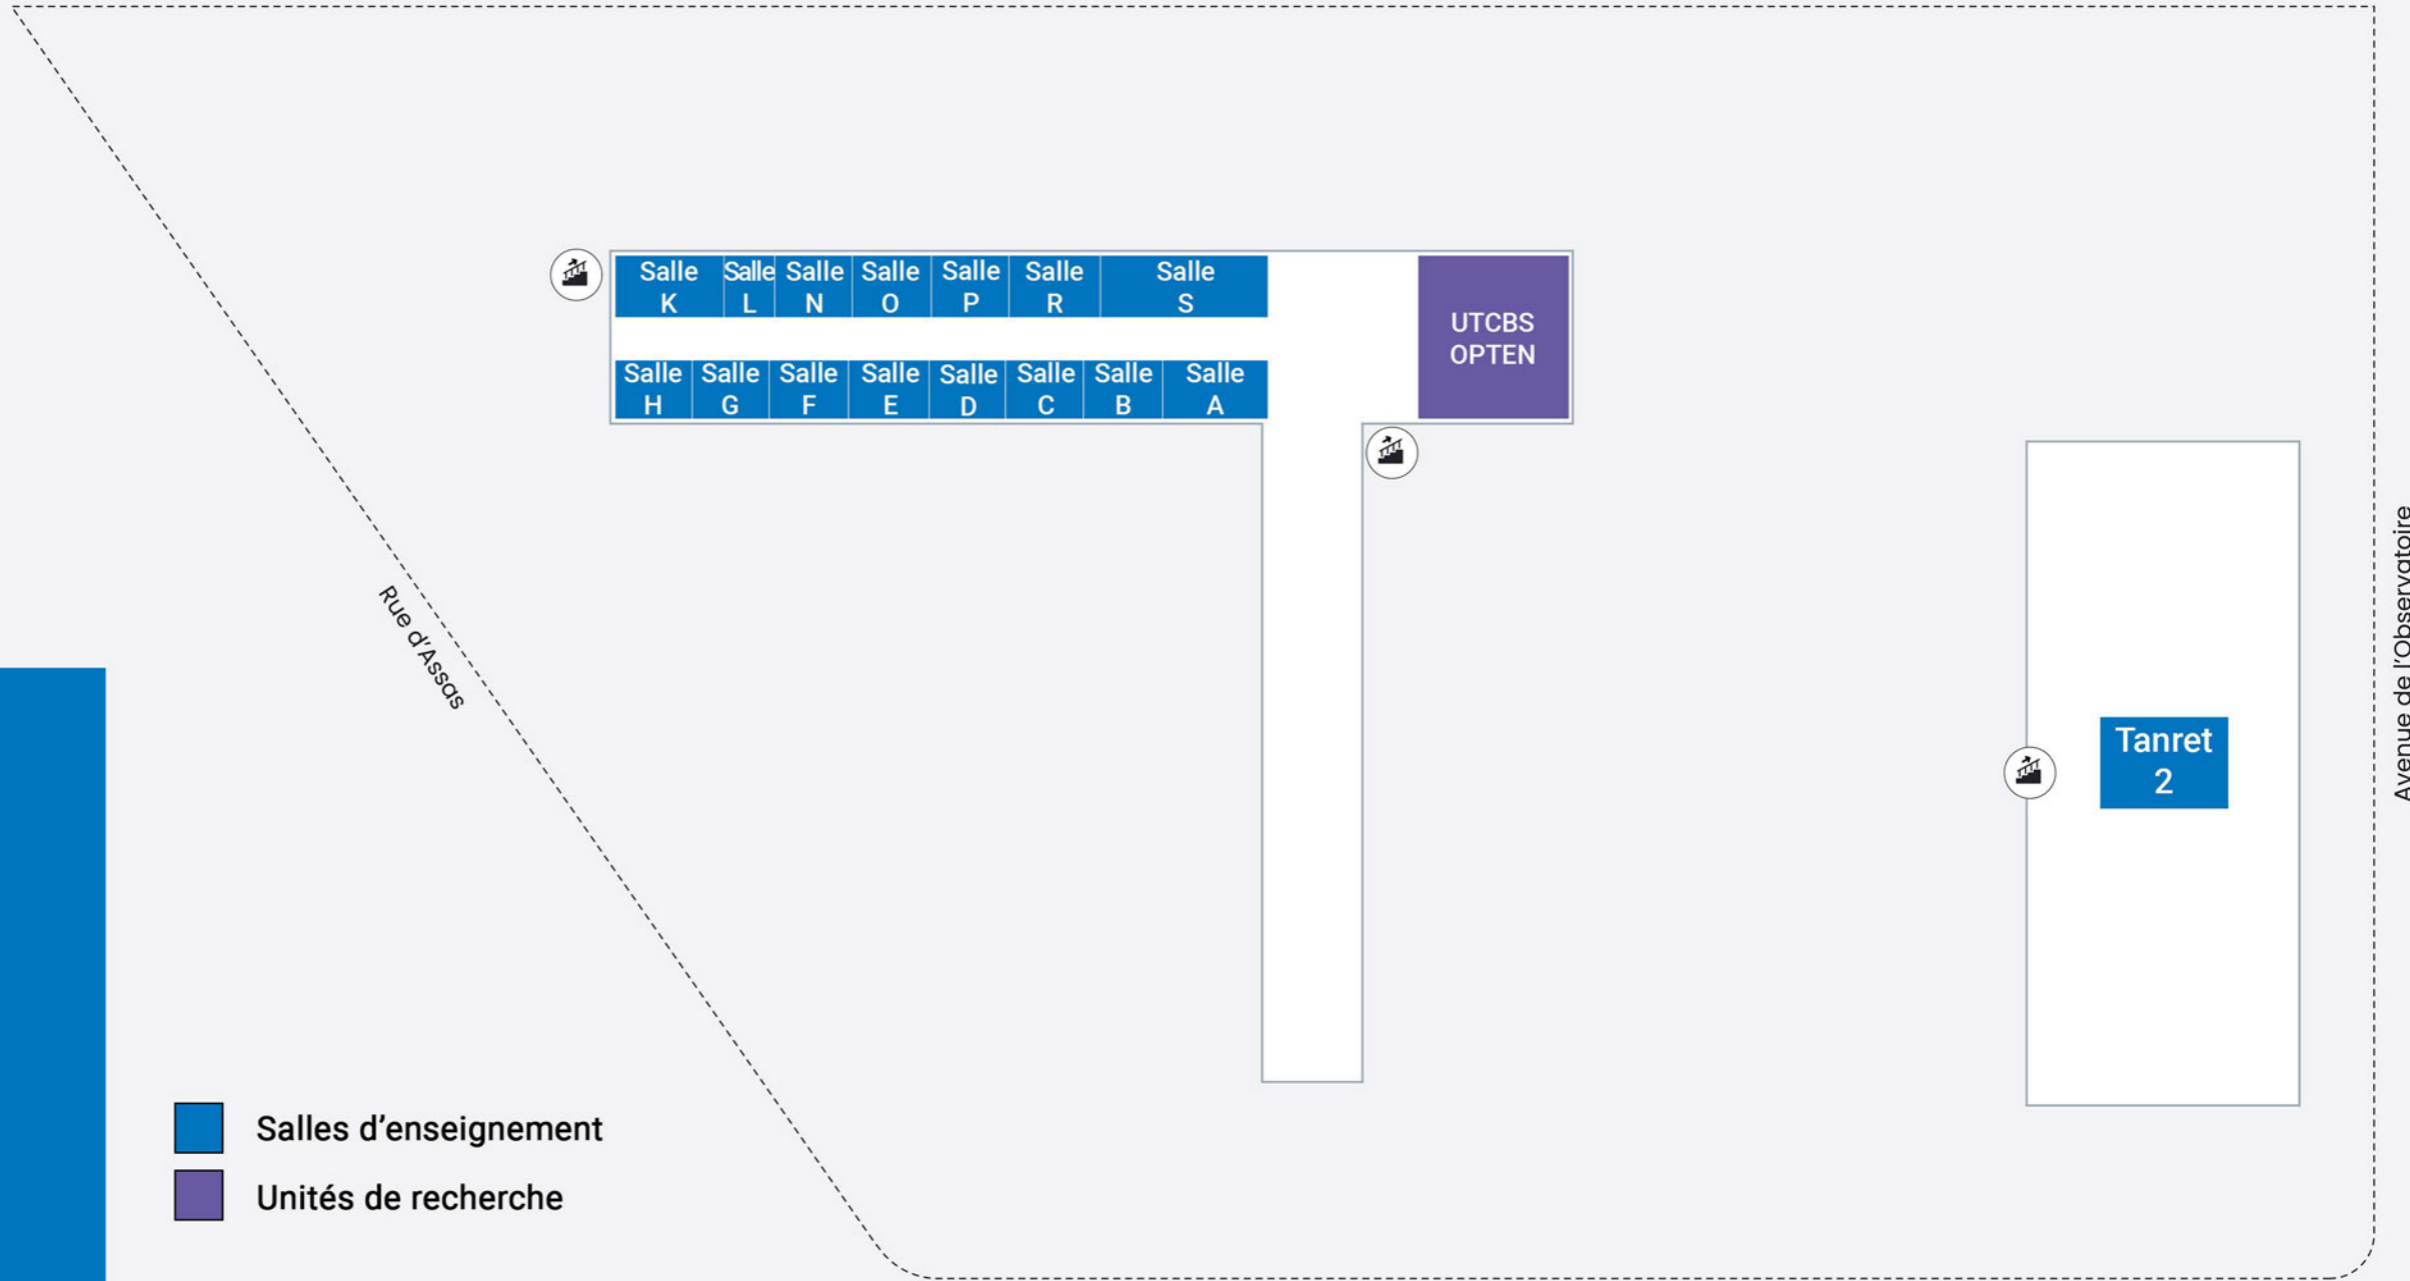 Salle
K
Salle
L
Salle
N
Salle
O
Salle
P
Salle
R
Salle
S
Salle
H
Salle
G
Salle
F
Salle
E
Salle
D
Salle
C
Salle
B
Salle
A
UTCBS
OPTEN
Rue d'Assas
Avenue de l'Observatoire
Tanret
2
Salles d’enseignement
Unités de recherche